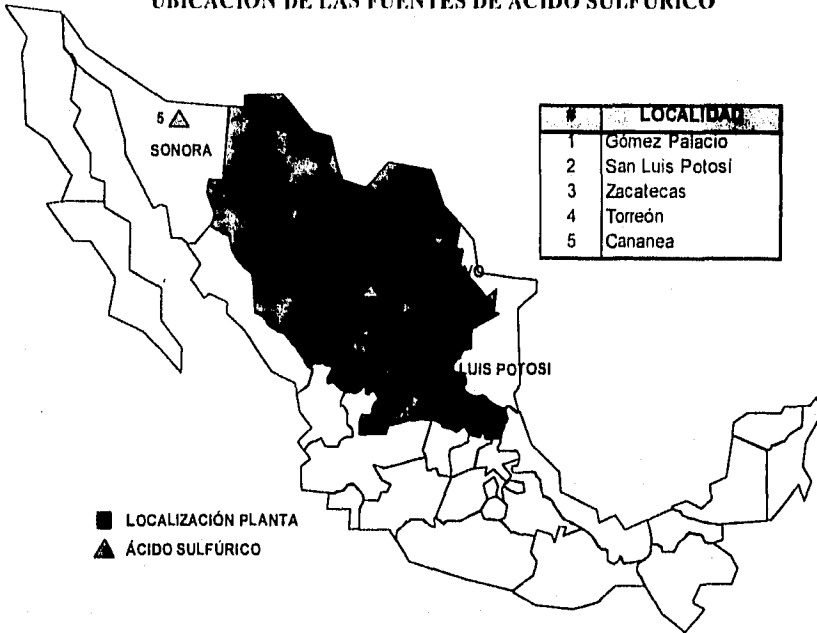 UBICACIÓN DE LAS FUENTES DE ÁCIDO SULFÚRICO
5
SONORA
# LOCALIDAD
1 Gómez Palacio
2 San Luis Potosí
3 Zacatecas
4 Torreón
5 Cananea
VO
LUIS POTOSI
LOCALIZACIÓN PLANTA
ÁCIDO SULFÚRICO